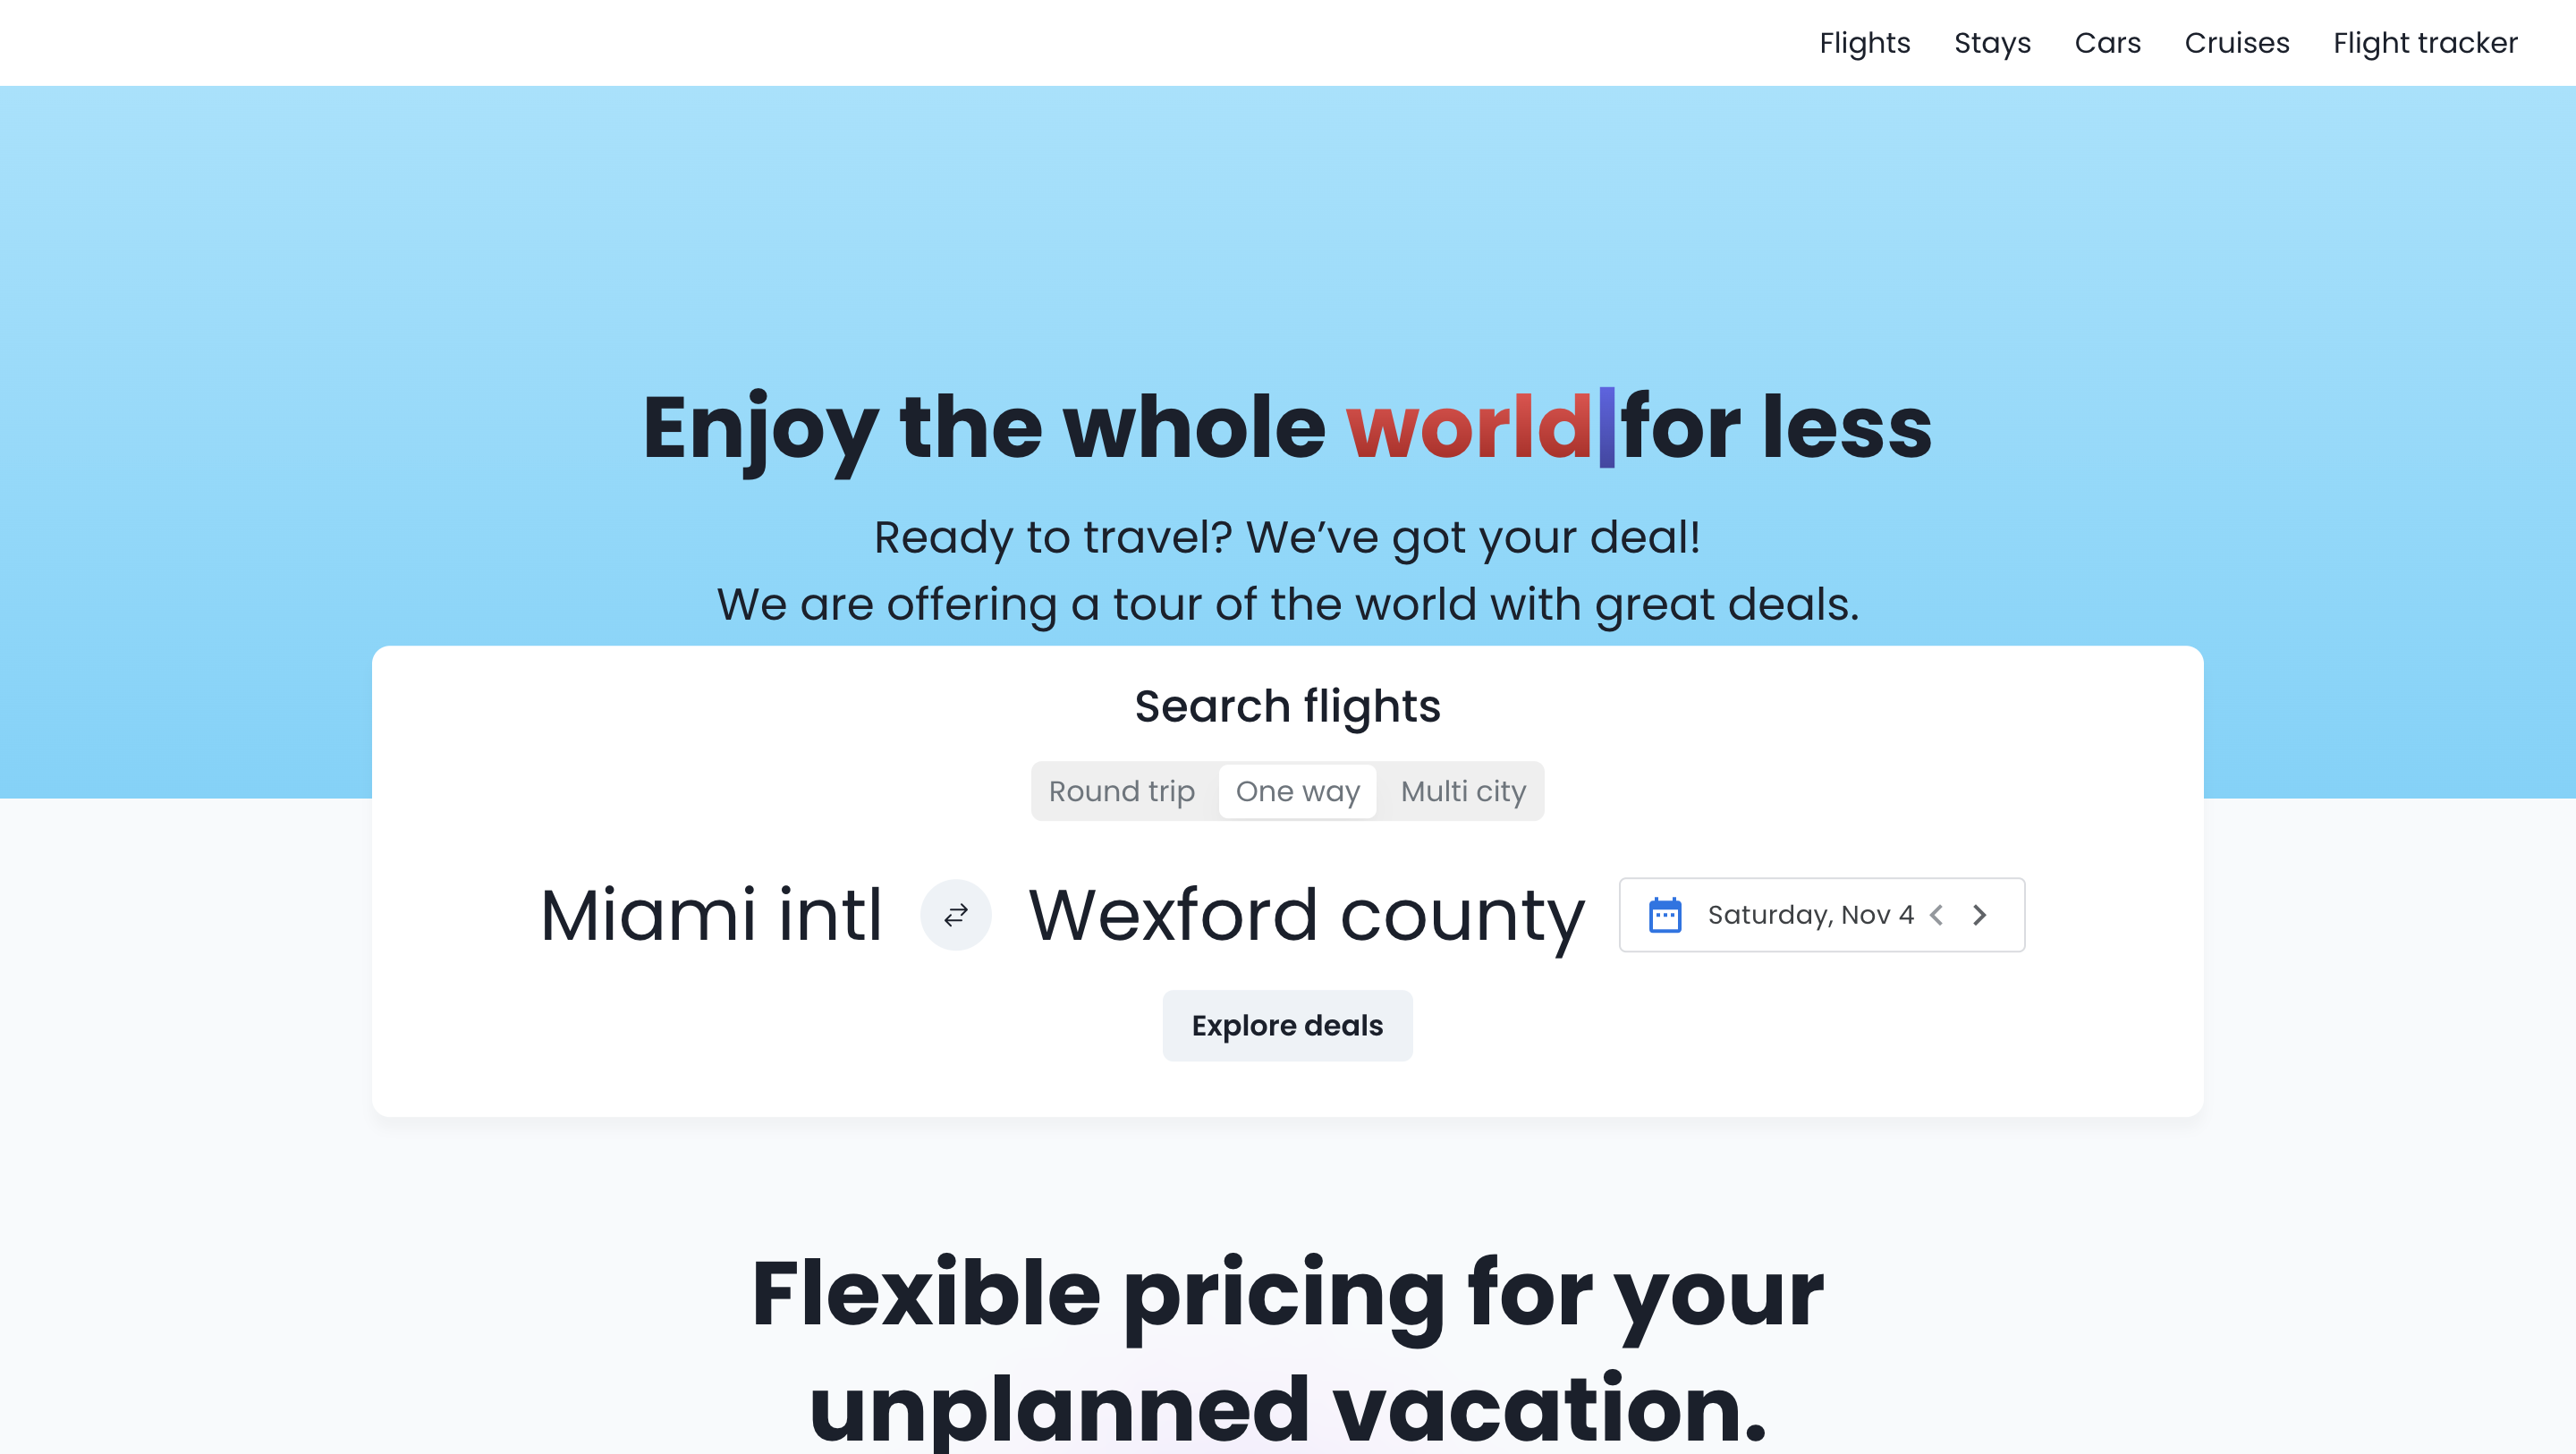 Flights Stays Cars Cruises Flight tracker
Enjoy the whole world for less
Ready to travel? We’ve got your deal!
We are offering a tour of the world with great deals.
Search flights
Round trip One way Multi city
Miami intl Wexford county Saturday, Nov 4
Explore deals
Flexible pricing for your
unplanned vacation.